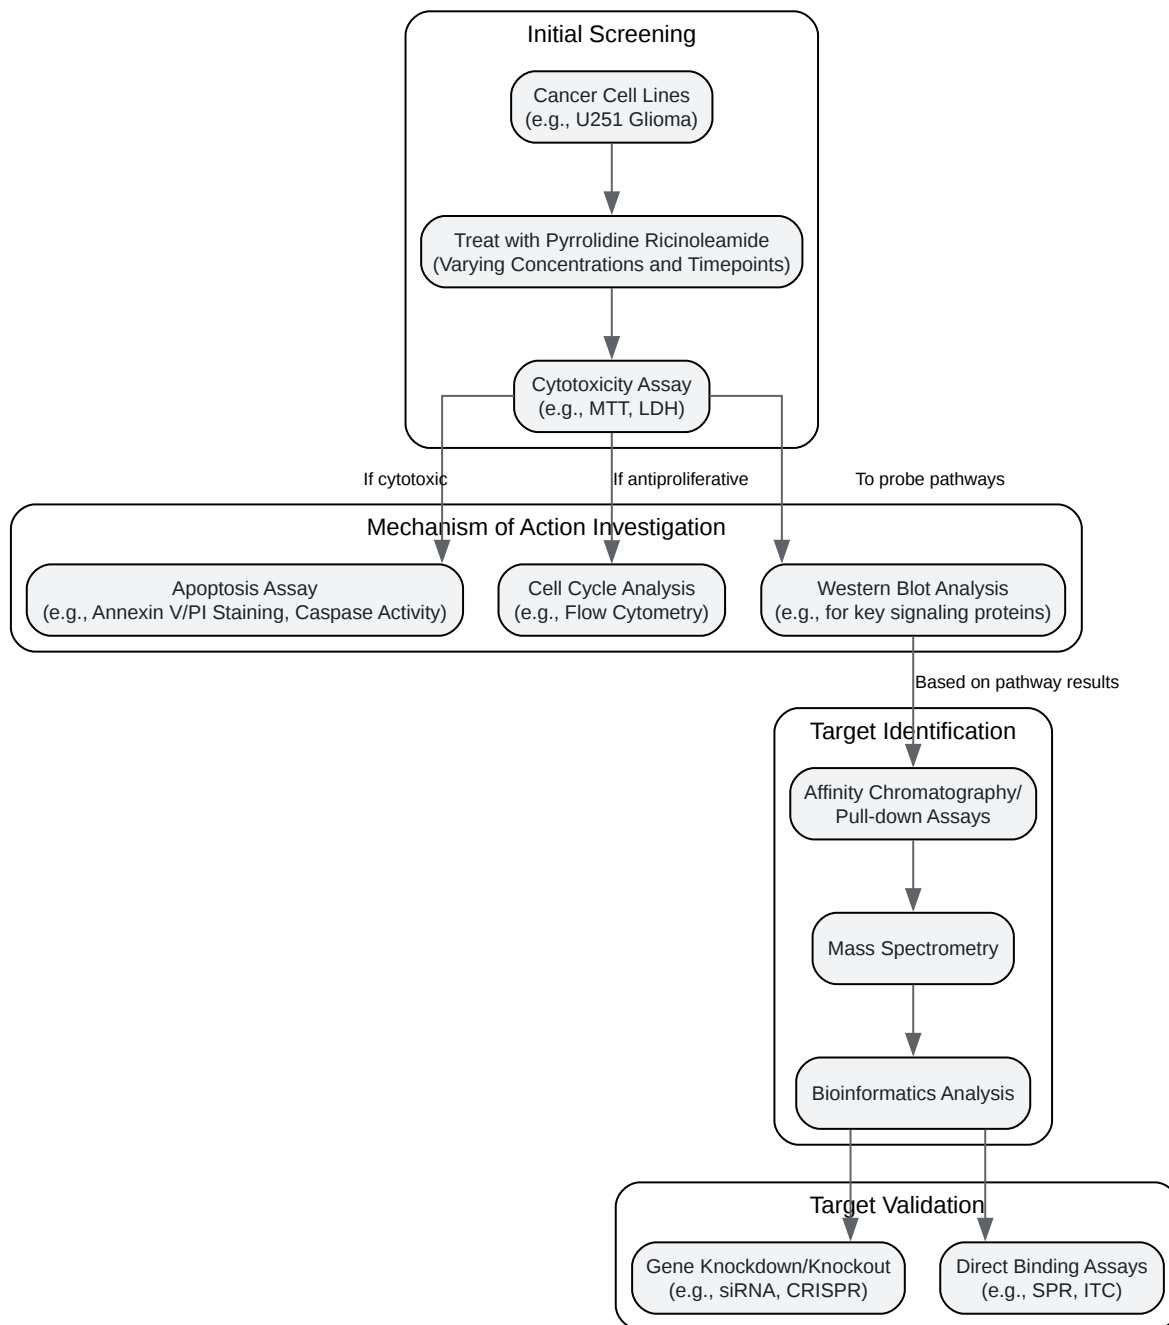 Initial Screening
Cancer Cell Lines
(e.g., U251 Glioma)
Treat with Pyrrolidine Ricinoleamide
(Varying Concentrations and Timepoints)
Cytotoxicity Assay
(e.g., MTT, LDH)
If cytotoxic
If antiproliferative
To probe pathways
Mechanism of Action Investigation
Apoptosis Assay
(e.g., Annexin V/PI Staining, Caspase Activity)
Cell Cycle Analysis
(e.g., Flow Cytometry)
Western Blot Analysis
(e.g., for key signaling proteins)
Based on pathway results
Target Identification
Affinity Chromatography/
Pull-down Assays
Mass Spectrometry
Bioinformatics Analysis
Target Validation
Gene Knockdown/Knockout
(e.g., siRNA, CRISPR)
Direct Binding Assays
(e.g., SPR, ITC)